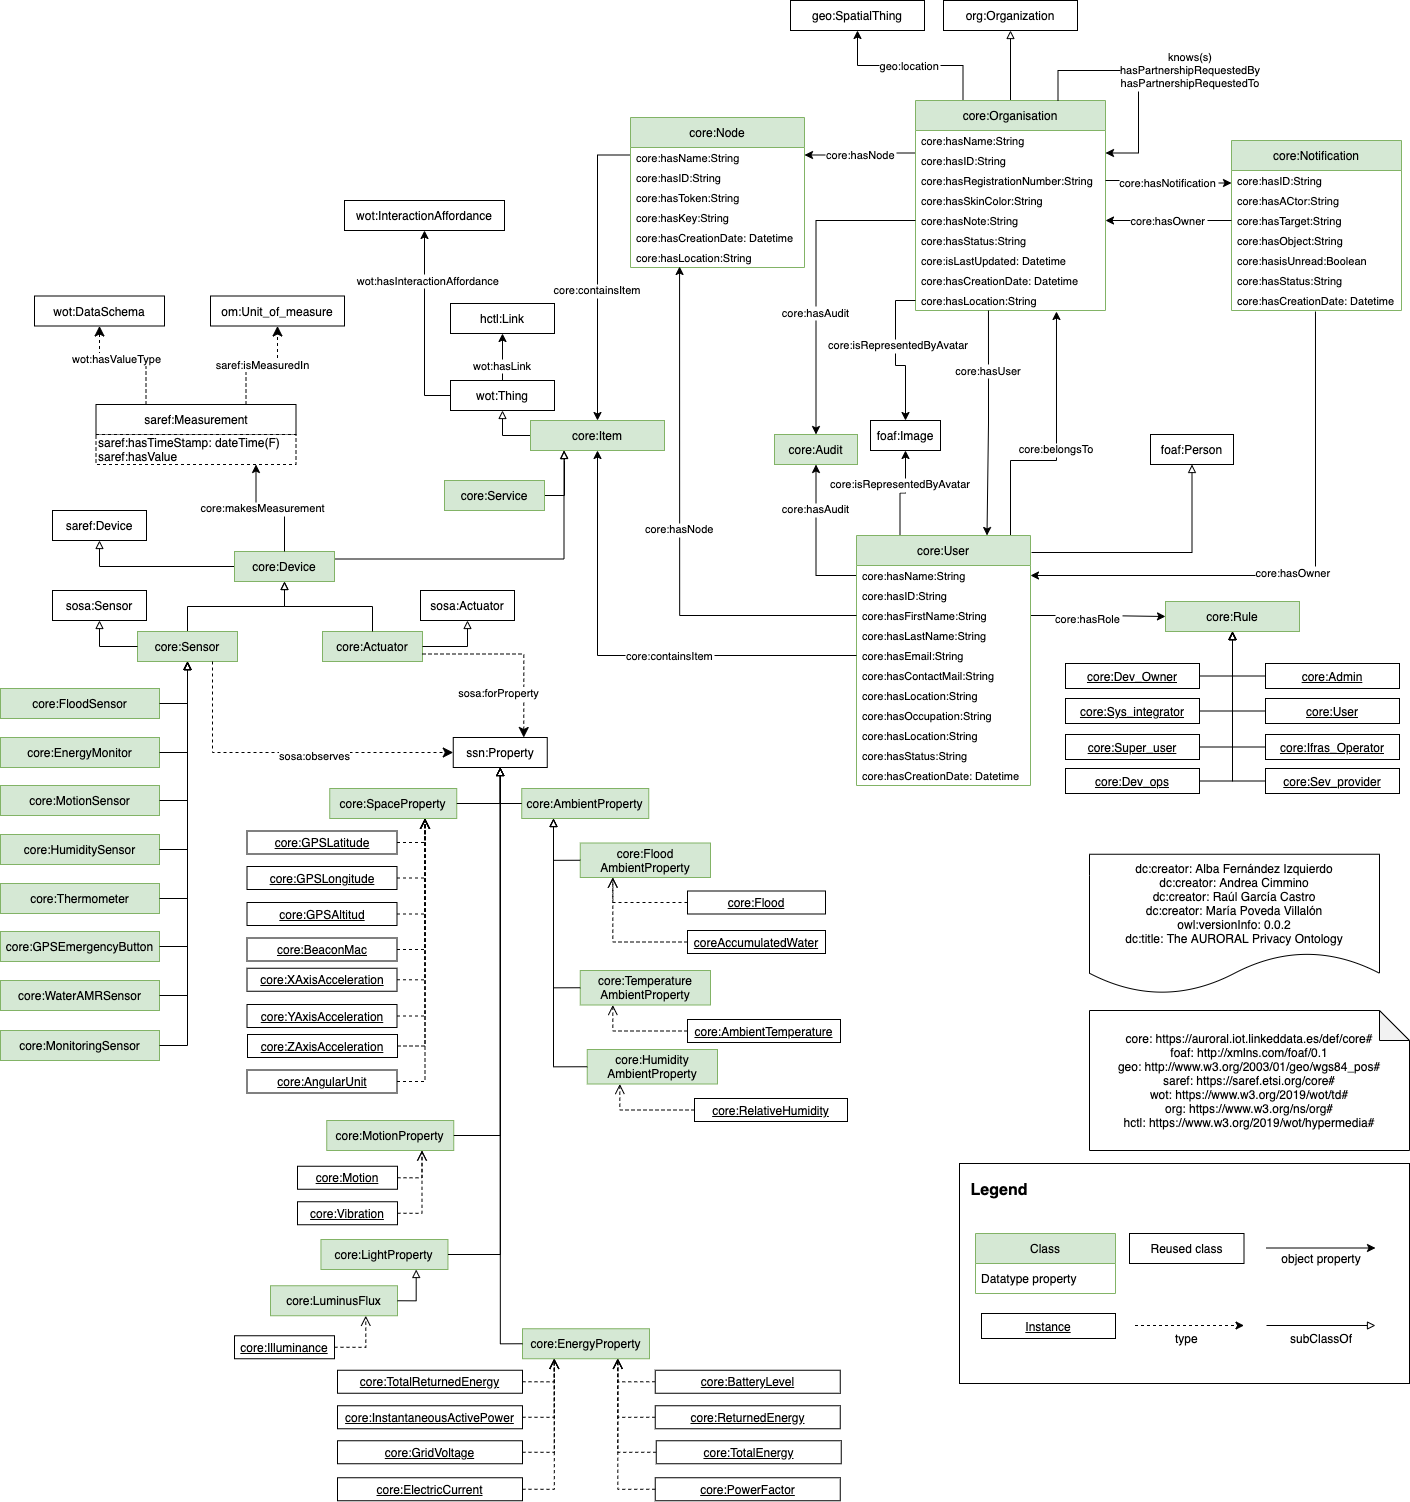 geo:SpatialThing
org:Organization
geo:location
knows(s)
hasPartnershipRequestedBy
hasPartnershipRequestedTo
core:Node
core:hasName:String
core:hasID:String
core:hasToken:String
core:hasKey:String
core:hasCreationDate: Datetime
core:hasLocation:String
core:hasNode
core:Organisation
core:hasName:String
core:hasID:String
core:hasRegistrationNumber:String
core:hasSkinColor:String
core:hasNote:String
core:hasStatus:String
core:isLastUpdated: Datetime
core:hasCreationDate: Datetime
core:hasLocation:String
core:hasNotification
core:hasOwner
core:Notification
core:hasID:String
core:hasACtor:String
core:hasTarget:String
core:hasObject:String
core:hasisUnread:Boolean
core:hasStatus:String
core:hasCreationDate: Datetime
wot:InteractionAffordance
wot:hasInteractionAffordance
core:containsItem
wot:DataSchema
om:Unit_of_measure
hctl:Link
core:hasAudit
wot:hasValueType
saref:isMeasuredIn
wot:hasLink
core:isRepresentedByAvatar
core:hasUser
wot:Thing
saref:Measurement
saref:hasTimeStamp: dateTime(F)
saref:hasValue
core:Item
core:Audit
foaf:Image
core:belongsTo
foaf:Person
core:Service
core:isRepresentedByAvatar
core:makesMeasurement
core:hasAudit
saref:Device
core:hasNode
core:Device
core:User
core:hasName:String
core:hasID:String
core:hasFirstName:String
core:hasLastName:String
core:hasEmail:String
core:hasContactMail:String
core:hasLocation:String
core:hasOccupation:String
core:hasLocation:String
core:hasStatus:String
core:hasCreationDate: Datetime
core:hasOwner
sosa:Sensor
sosa:Actuator
core:hasRole
core:Rule
core:Sensor
core:Actuator
core:containsItem
core:Dev_Owner
core:Admin
core:Sys_integrator
core:User
core:Super_user
core:Ifras_Operator
core:Dev_ops
core:Sev_provider
sosa:forProperty
core:FloodSensor
core:EnergyMonitor
core:MotionSensor
core:HumiditySensor
core:Thermometer
core:GPSEmergencyButton
core:WaterAMRSensor
core:MonitoringSensor
sosa:observes
ssn:Property
core:SpaceProperty
core:AmbientProperty
core:GPSLatitude
core:GPSLongitude
core:GPSAltitud
core:BeaconMac
core:XAxisAcceleration
core:YAxisAcceleration
core:ZAxisAcceleration
core:AngularUnit
core:Flood
AmbientProperty
core:Flood
coreAccumulatedWater
core:Temperature
AmbientProperty
core:AmbientTemperature
core:Humidity
AmbientProperty
core:RelativeHumidity
core:MotionProperty
core:Motion
core:Vibration
core:LightProperty
core:LuminusFlux
core:Illuminance
core:EnergyProperty
core:TotalReturnedEnergy
core:BatteryLevel
core:InstantaneousActivePower
core:ReturnedEnergy
core:GridVoltage
core:TotalEnergy
core:ElectricCurrent
core:PowerFactor
dc:creator: Alba Fernández Izquierdo
dc:creator: Andrea Cimmino
dc:creator: Raúl García Castro
dc:creator: María Poveda Villalón
owl:versionInfo: 0.0.2
dc:title: The AURORAL Privacy Ontology
core: https://auroral.iot.linkeddata.es/def/core#
foaf: http://xmlns.com/foaf/0.1
geo: http://www.w3.org/2003/01/geo/wgs84_pos#
saref: https://saref.etsi.org/core#
wot: https://www.w3.org/2019/wot/td#
org: https://www.w3.org/ns/org#
hctl: https://www.w3.org/2019/wot/hypermedia#
Legend
Class
Datatype property
Reused class
object property
Instance
type
subClassOf